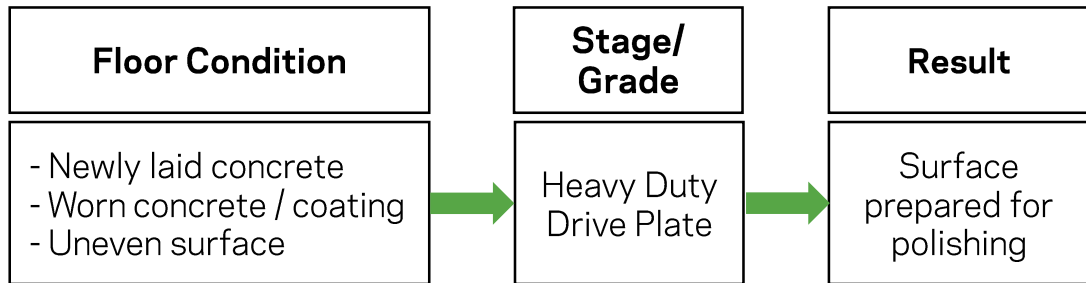 Floor Condition
Stage/
Grade
Result
- Newly laid concrete
- Worn concrete / coating
- Uneven surface
Heavy Duty
Drive Plate
Surface
prepared for
polishing